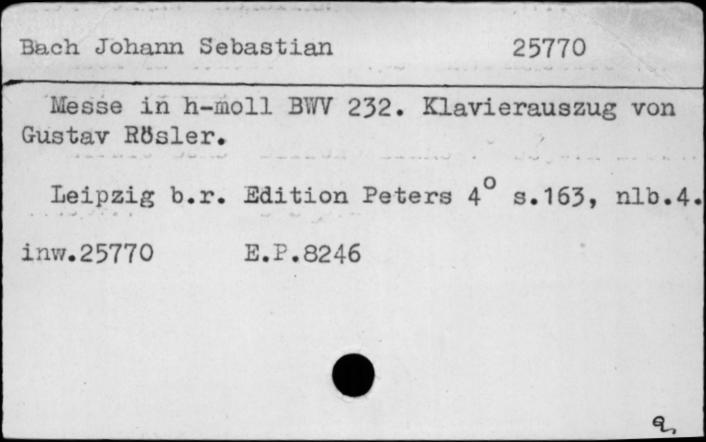 Bach Johann Sebastian 25770
Messe in h-moll BWV 232. Klavierauszug von
Gustav Rösler.
Leipzig b.r. Edition Peters 4° s.163, nlb.4.
inw.25770 E.P.8246